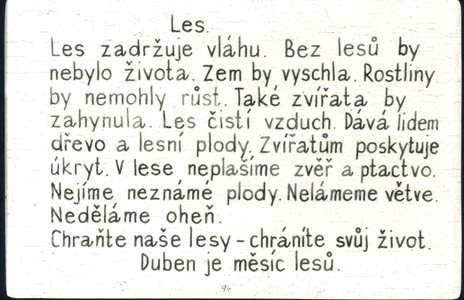 Les.
Les zadržuje vláhu. Bez lesů by
nebylo života. Zem by vyschla. Rostliny
by nemohly růst. Také zvířata by
zahynula. Les čistí vzduch. Dává lidem
dřevo a lesní plody. Zvířatům poskytuje
úkryt. V lese neplašíme zvěř a ptactvo.
Nejíme neznámé plody. Nelámeme větve.
Neděláme oheň.
Chraňte naše lesy – chráníte svůj život.
Duben je měsíc lesů.